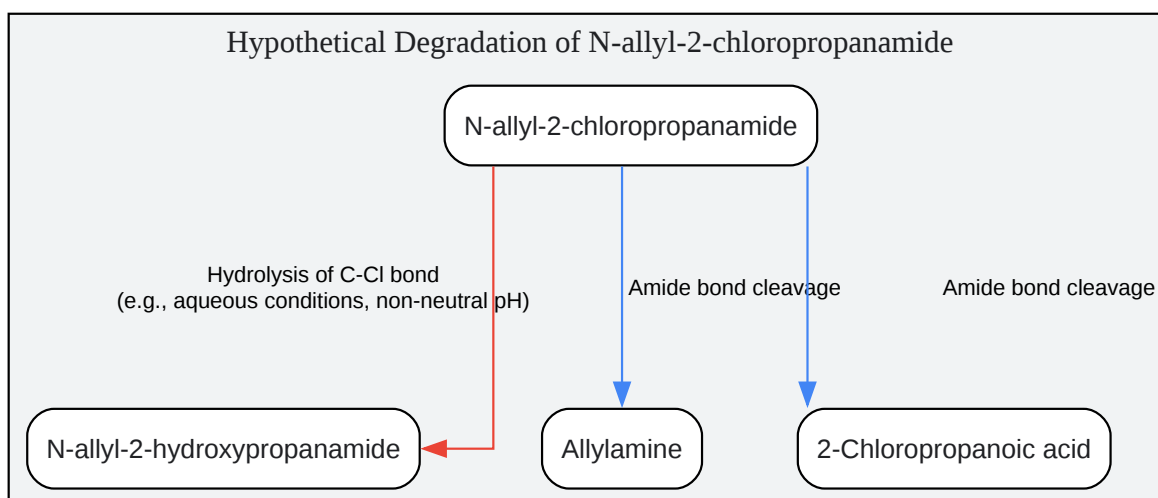 Hypothetical Degradation of N-allyl-2-chloropropanamide
N-allyl-2-chloropropanamide
Hydrolysis of C-Cl bond
(e.g., aqueous conditions, non-neutral pH)
Amide bond cleavage
Amide bond cleavage
N-allyl-2-hydroxypropanamide
Allylamine
2-Chloropropanoic acid